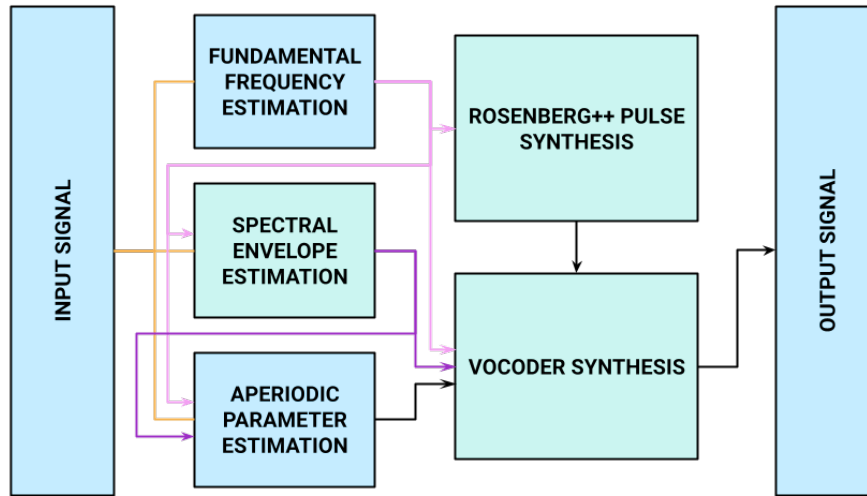 INPUT SIGNAL
FUNDAMENTAL
FREQUENCY
ESTIMATION
SPECTRAL
ENVELOPE
ESTIMATION
APERIODIC
PARAMETER
ESTIMATION
ROSENBERG++ PULSE
SYNTHESIS
VOCODER SYNTHESIS
OUTPUT SIGNAL